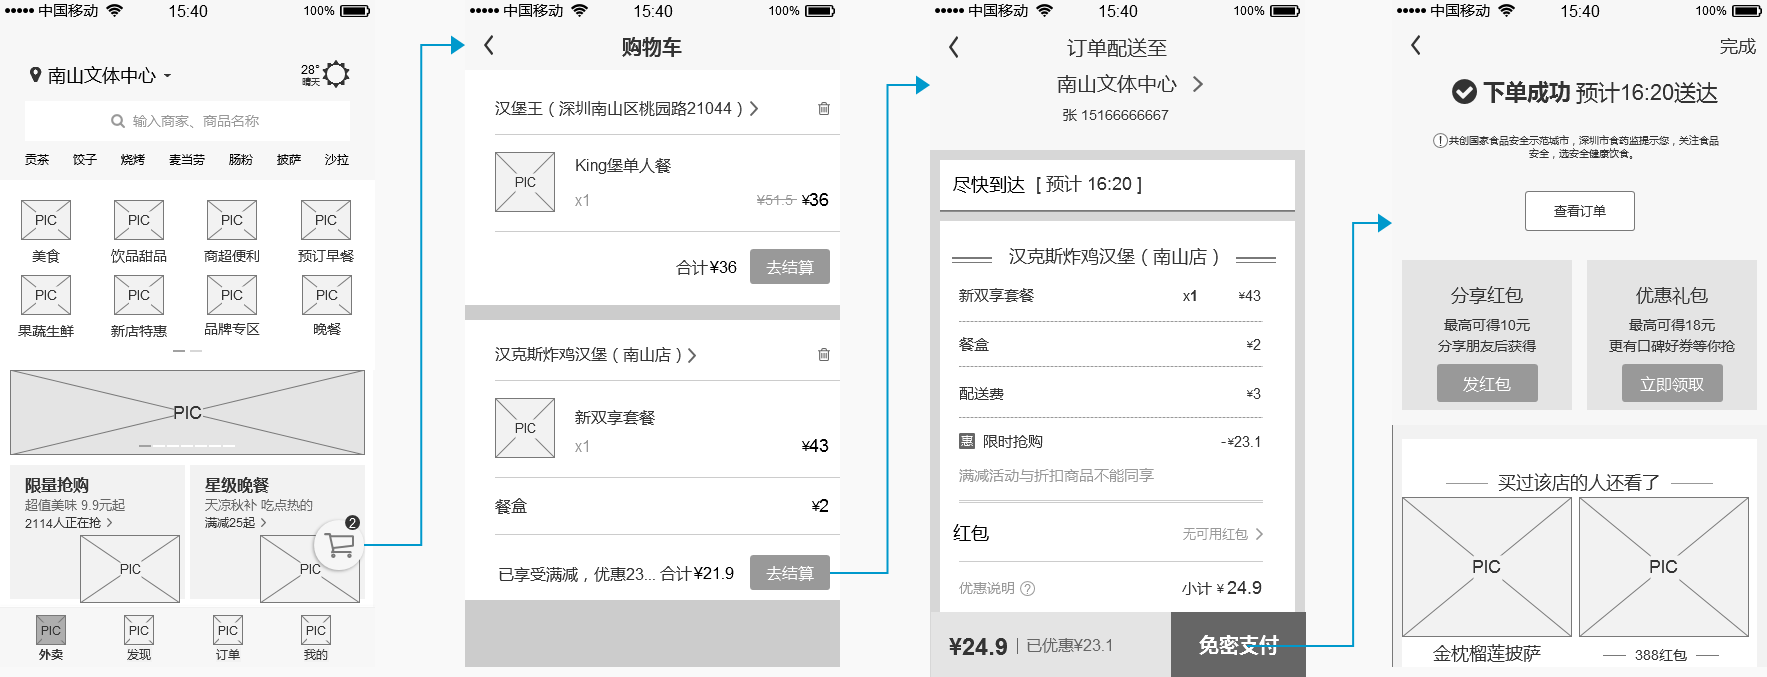 中国移动 15:40 100%
南山文体中心
28°
晴天
输入商家、商品名称
贡茶 饺子 烧烤 麦当劳 肠粉 披萨 沙拉
PIC PIC PIC PIC
美食 饮品甜品 商超便利 预订早餐
PIC PIC PIC PIC
果蔬生鲜 新店特惠 品牌专区 晚餐
PIC
限量抢购
超值美味 9.9元起
2114人正在抢
PIC
星级晚餐
天凉秋补 吃点热的
满减25起
2
PIC
PIC PIC PIC PIC
外卖 发现 订单 我的
中国移动 15:40 100%
购物车
汉堡王（深圳南山区桃园路21044）
PIC
King堡单人餐
x1 ¥51.5 ¥36
合计¥36 去结算
汉克斯炸鸡汉堡（南山店）
PIC
新双享套餐
x1 ¥43
餐盒 ¥2
已享受满减，优惠23... 合计¥21.9 去结算
中国移动 15:40 100%
订单配送至
南山文体中心
张 15166666667
尽快到达 [ 预计 16:20 ]
汉克斯炸鸡汉堡（南山店）
新双享套餐 x1 ¥43
餐盒 ¥2
配送费 ¥3
惠 限时抢购 -¥23.1
满减活动与折扣商品不能同享
红包 无可用红包
优惠说明 ? 小计 ¥ 24.9
¥24.9 已优惠¥23.1 免密支付
中国移动 15:40 100%
完成
下单成功 预计16:20送达
共创国家食品安全示范城市，深圳市食药监提示您，关注食品
安全，选安全健康饮食。
查看订单
分享红包
最高可得10元
分享朋友后获得
发红包
优惠礼包
最高可得18元
更有口碑好券等你抢
立即领取
买过该店的人还看了
PIC PIC
金枕榴莲披萨 388红包